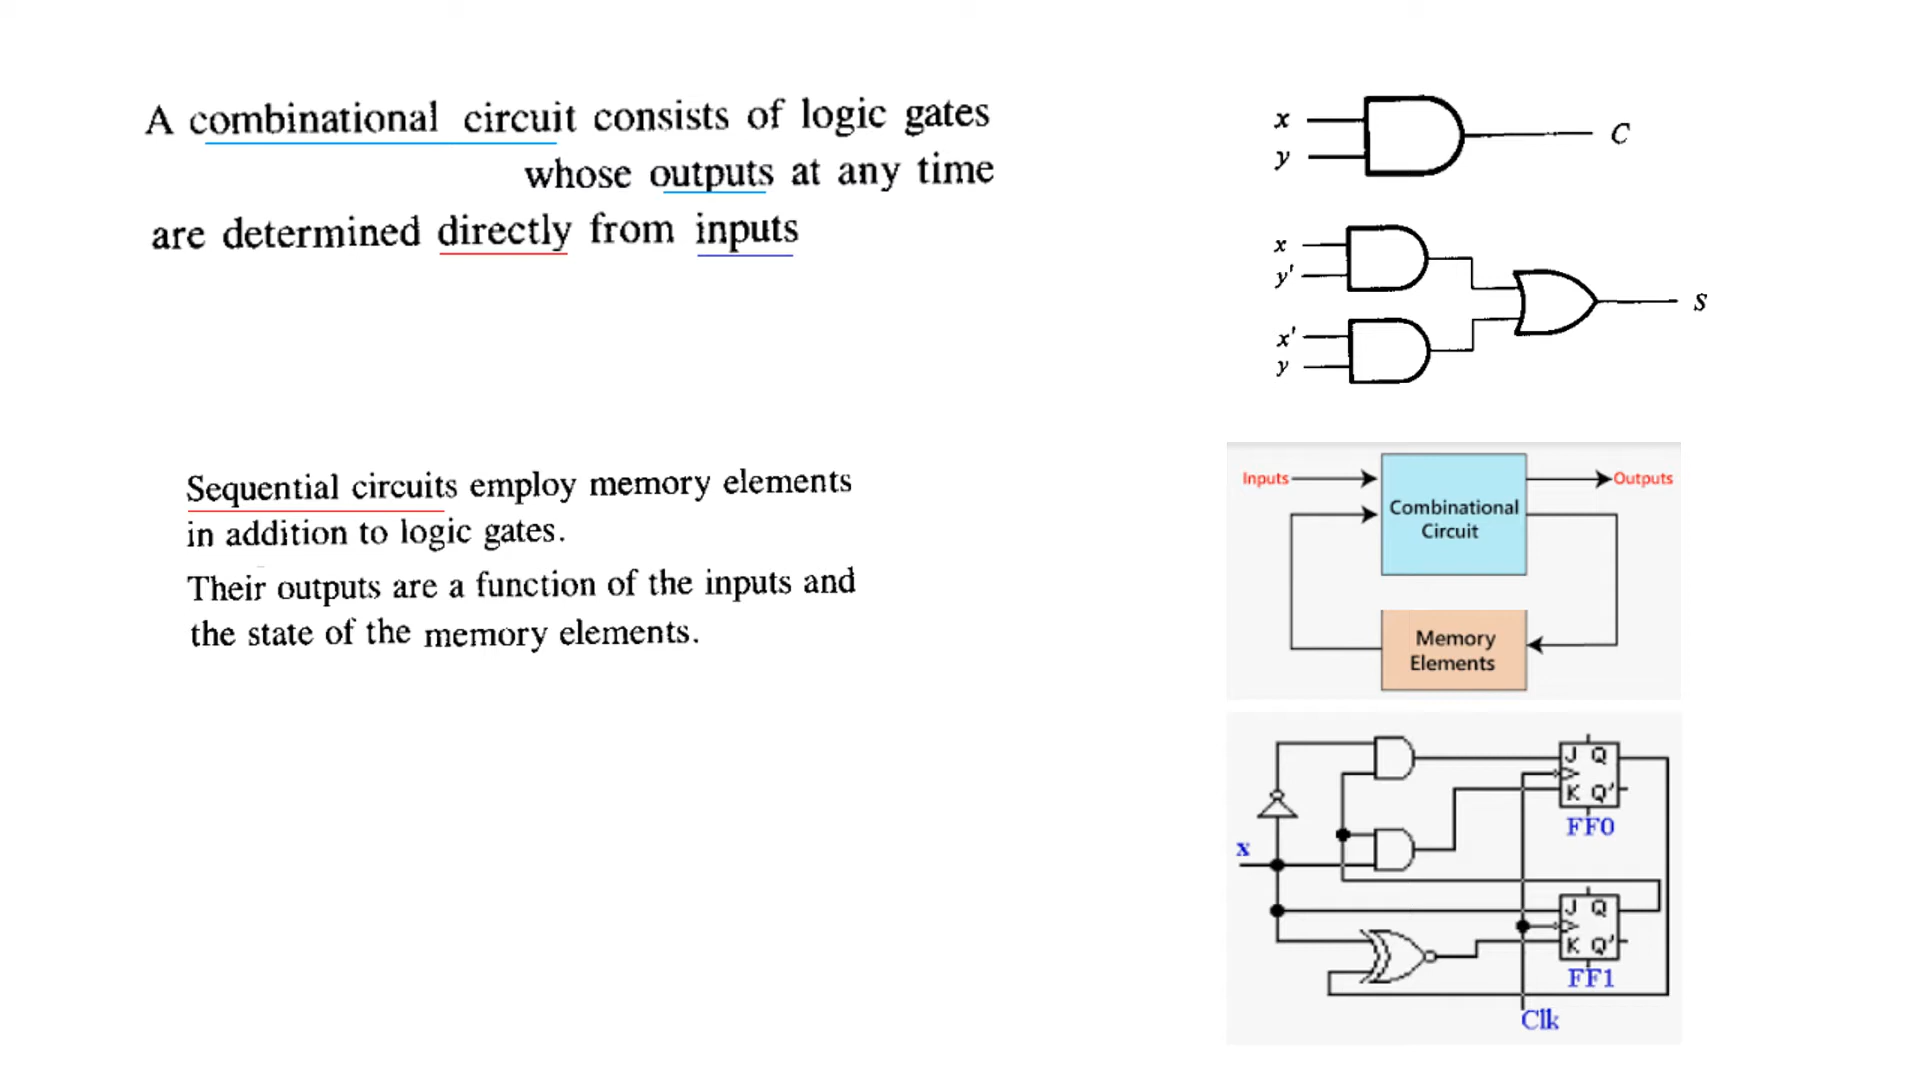 A combinational circuit consists of logic gates
whose outputs at any time
are determined directly from inputs
x
y
C
x
y'
x'
y
S
Sequential circuits employ memory elements
in addition to logic gates.
Their outputs are a function of the inputs and
the state of the memory elements.
Inputs
Combinational
Circuit
Outputs
Memory
Elements
x
J Q
K Q'
FF0
J Q
K Q'
FF1
Clk